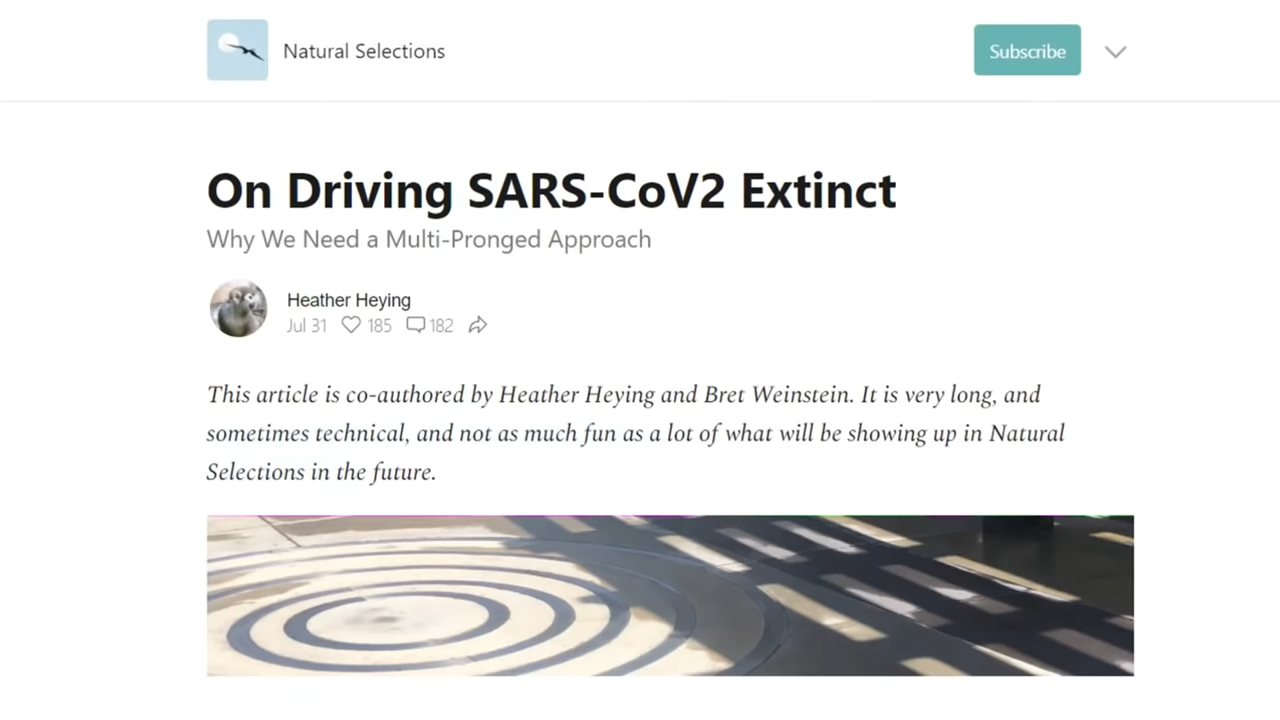 Natural Selections
Subscribe
On Driving SARS-CoV2 Extinct
Why We Need a Multi-Pronged Approach
Heather Heying
Jul 31 185 182
This article is co-authored by Heather Heying and Bret Weinstein. It is very long, and
sometimes technical, and not as much fun as a lot of what will be showing up in Natural
Selections in the future.